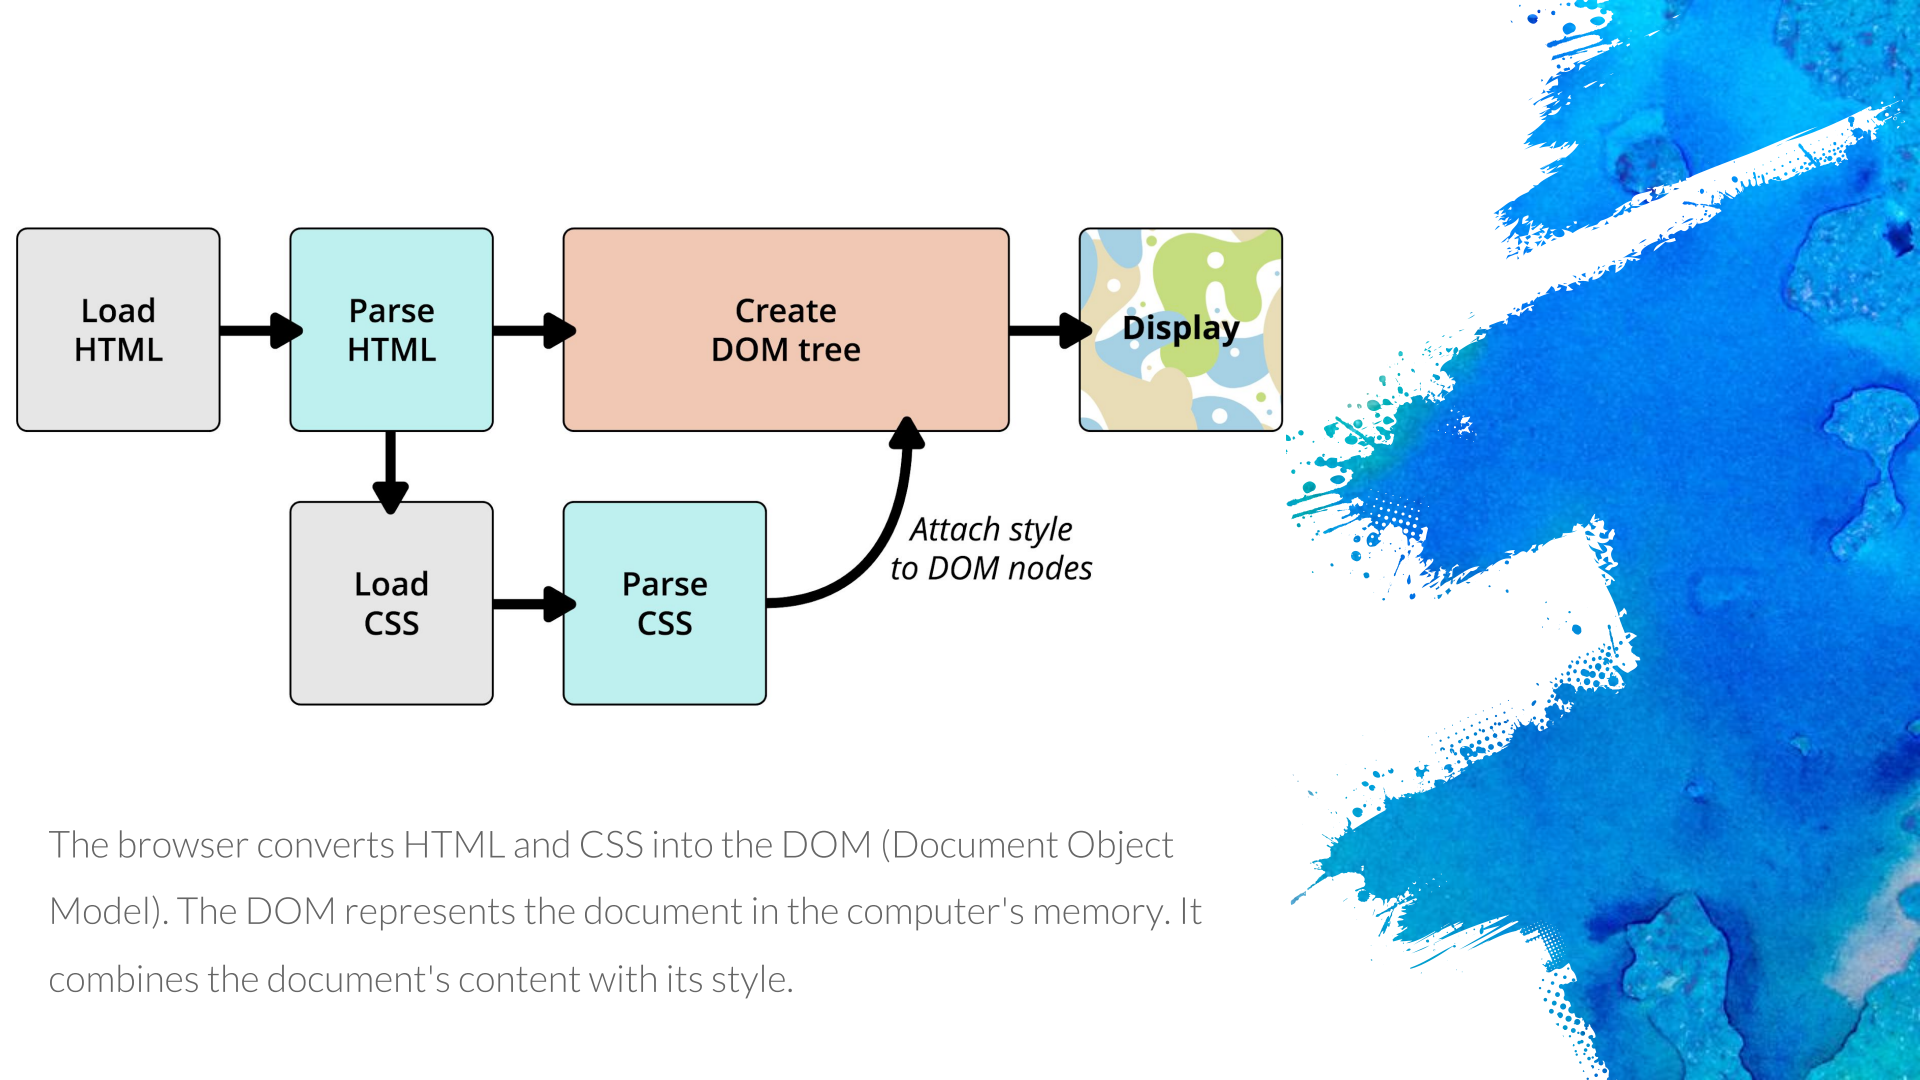 Load
HTML
Parse
HTML
Create
DOM tree
Display
Load
CSS
Parse
CSS
Attach style
to DOM nodes
The browser converts HTML and CSS into the DOM (Document Object
Model). The DOM represents the document in the computer's memory. It
combines the document's content with its style.